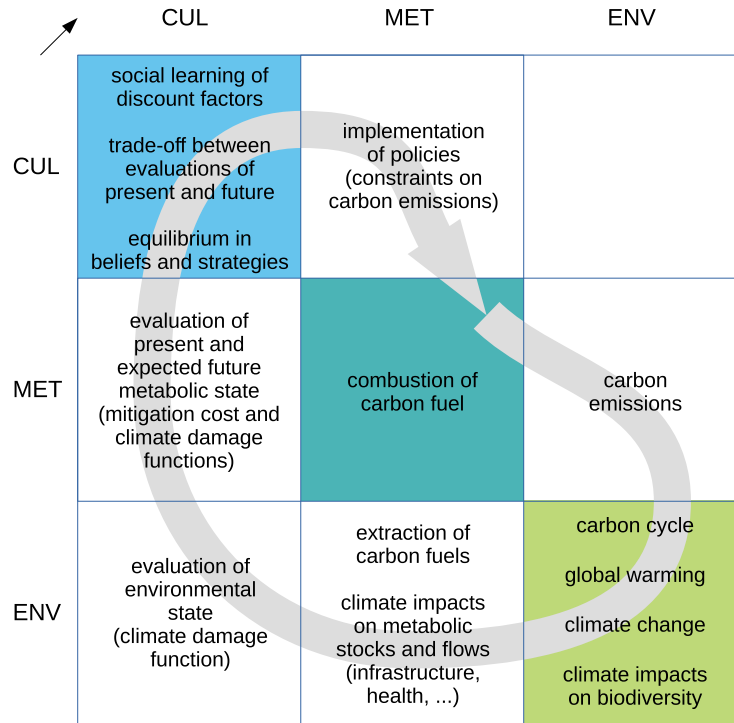 CUL MET ENV
CUL
social learning of
discount factors
trade-off between
evaluations of
present and future
equilibrium in
beliefs and strategies
implementation
of policies
(constraints on
carbon emissions)
MET
evaluation of
present and
expected future
metabolic state
(mitigation cost and
climate damage
functions)
combustion of
carbon fuel
carbon
emissions
ENV
evaluation of
environmental
state
(climate damage
function)
extraction of
carbon fuels
climate impacts
on metabolic
stocks and flows
(infrastructure,
health, ...)
carbon cycle
global warming
climate change
climate impacts
on biodiversity